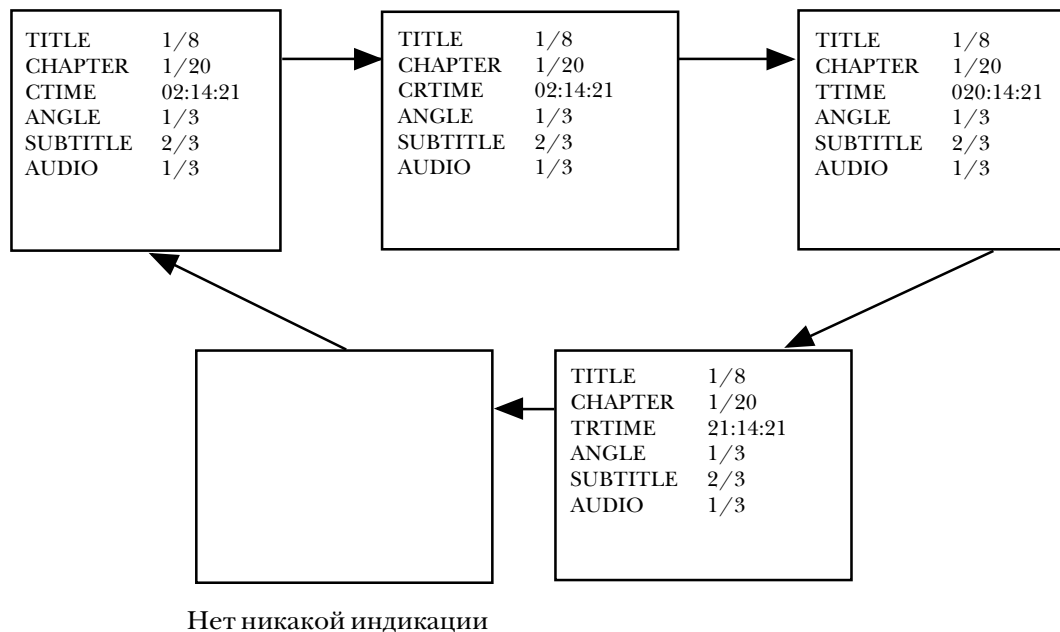 TITLE 1/8
CHAPTER 1/20
CTIME 02:14:21
ANGLE 1/3
SUBTITLE 2/3
AUDIO 1/3
TITLE 1/8
CHAPTER 1/20
CRTIME 02:14:21
ANGLE 1/3
SUBTITLE 2/3
AUDIO 1/3
TITLE 1/8
CHAPTER 1/20
TTIME 020:14:21
ANGLE 1/3
SUBTITLE 2/3
AUDIO 1/3
TITLE 1/8
CHAPTER 1/20
TRTIME 21:14:21
ANGLE 1/3
SUBTITLE 2/3
AUDIO 1/3
Нет никакой индикации